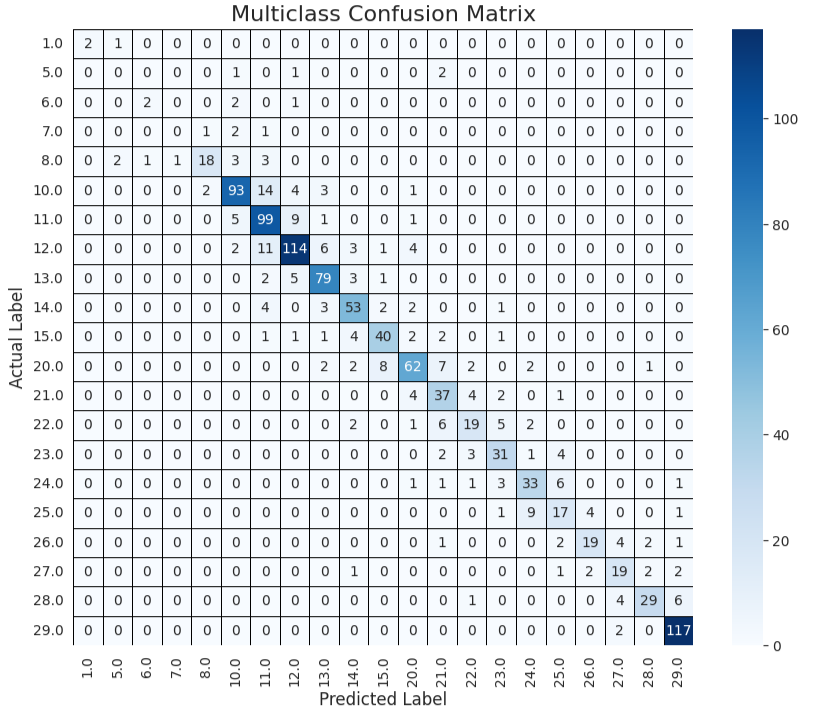 Multiclass Confusion Matrix
1.0 2 1 0 0 0 0 0 0 0 0 0 0 0 0 0 0 0 0 0 0 0
5.0 0 0 0 0 0 1 0 1 0 0 0 0 2 0 0 0 0 0 0 0 0
6.0 0 0 2 0 0 2 0 1 0 0 0 0 0 0 0 0 0 0 0 0 0
7.0 0 0 0 0 1 2 1 0 0 0 0 0 0 0 0 0 0 0 0 0 0
8.0 0 2 1 1 18 3 3 0 0 0 0 0 0 0 0 0 0 0 0 0 0
10.0 0 0 0 0 2 93 14 4 3 0 0 1 0 0 0 0 0 0 0 0 0
11.0 0 0 0 0 0 5 99 9 1 0 0 1 0 0 0 0 0 0 0 0 0
12.0 0 0 0 0 0 2 11 114 6 3 1 4 0 0 0 0 0 0 0 0 0
13.0 0 0 0 0 0 0 2 5 79 3 1 0 0 0 0 0 0 0 0 0 0
14.0 0 0 0 0 0 0 4 0 3 53 2 2 0 0 1 0 0 0 0 0 0
15.0 0 0 0 0 0 0 1 1 1 4 40 2 2 0 1 0 0 0 0 0 0
20.0 0 0 0 0 0 0 0 0 2 2 8 62 7 2 0 2 0 0 0 1 0
21.0 0 0 0 0 0 0 0 0 0 0 0 4 37 4 2 0 1 0 0 0 0
22.0 0 0 0 0 0 0 0 0 0 2 0 1 6 19 5 2 0 0 0 0 0
23.0 0 0 0 0 0 0 0 0 0 0 0 0 2 3 31 1 4 0 0 0 0
24.0 0 0 0 0 0 0 0 0 0 0 0 1 1 1 3 33 6 0 0 0 1
25.0 0 0 0 0 0 0 0 0 0 0 0 0 0 0 1 9 17 4 0 0 1
26.0 0 0 0 0 0 0 0 0 0 0 0 0 1 0 0 0 2 19 4 2 1
27.0 0 0 0 0 0 0 0 0 0 1 0 0 0 0 0 0 1 2 19 2 2
28.0 0 0 0 0 0 0 0 0 0 0 0 0 0 1 0 0 0 0 4 29 6
29.0 0 0 0 0 0 0 0 0 0 0 0 0 0 0 0 0 0 0 2 0 117
1.0 5.0 6.0 7.0 8.0 10.0 11.0 12.0 13.0 14.0 15.0 20.0 21.0 22.0 23.0 24.0 25.0 26.0 27.0 28.0 29.0
Predicted Label
Actual Label
100
80
60
40
20
0